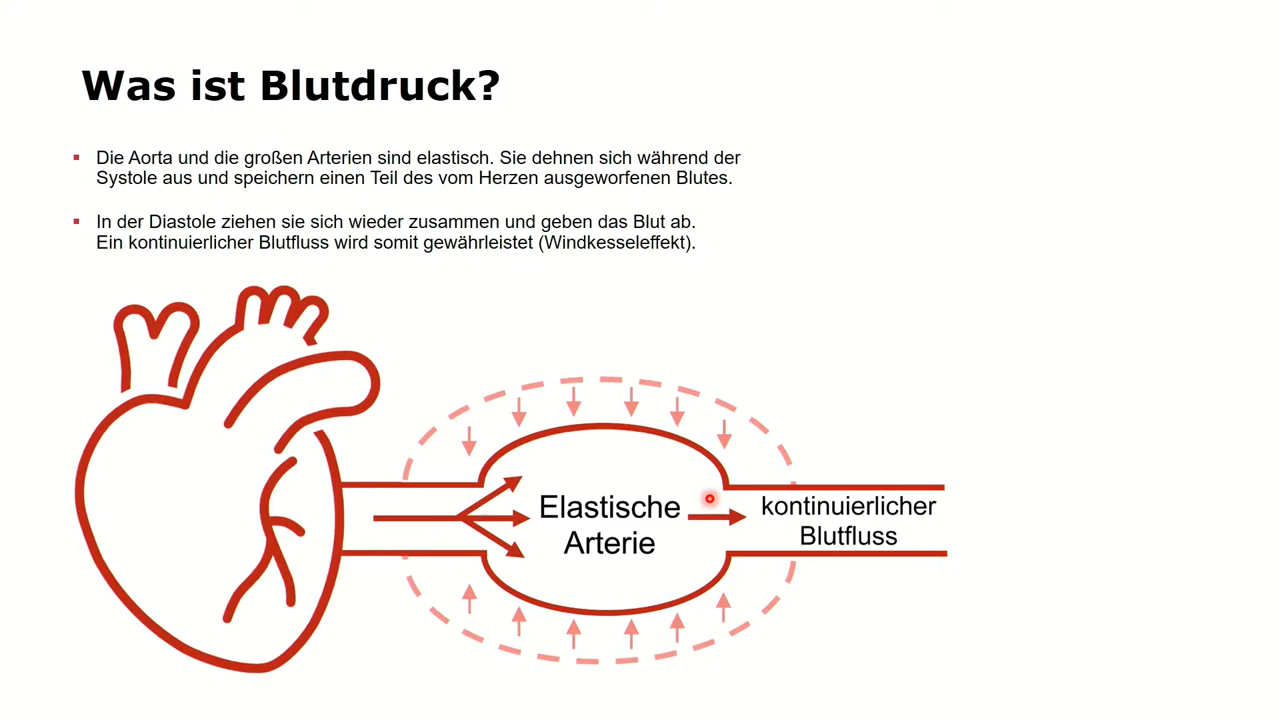 Was ist Blutdruck?
Die Aorta und die großen Arterien sind elastisch. Sie dehnen sich während der
Systole aus und speichern einen Teil des vom Herzen ausgeworfenen Blutes.
In der Diastole ziehen sie sich wieder zusammen und geben das Blut ab.
Ein kontinuierlicher Blutfluss wird somit gewährleistet (Windkesseleffekt).
Elastische
Arterie
kontinuierlicher
Blutfluss